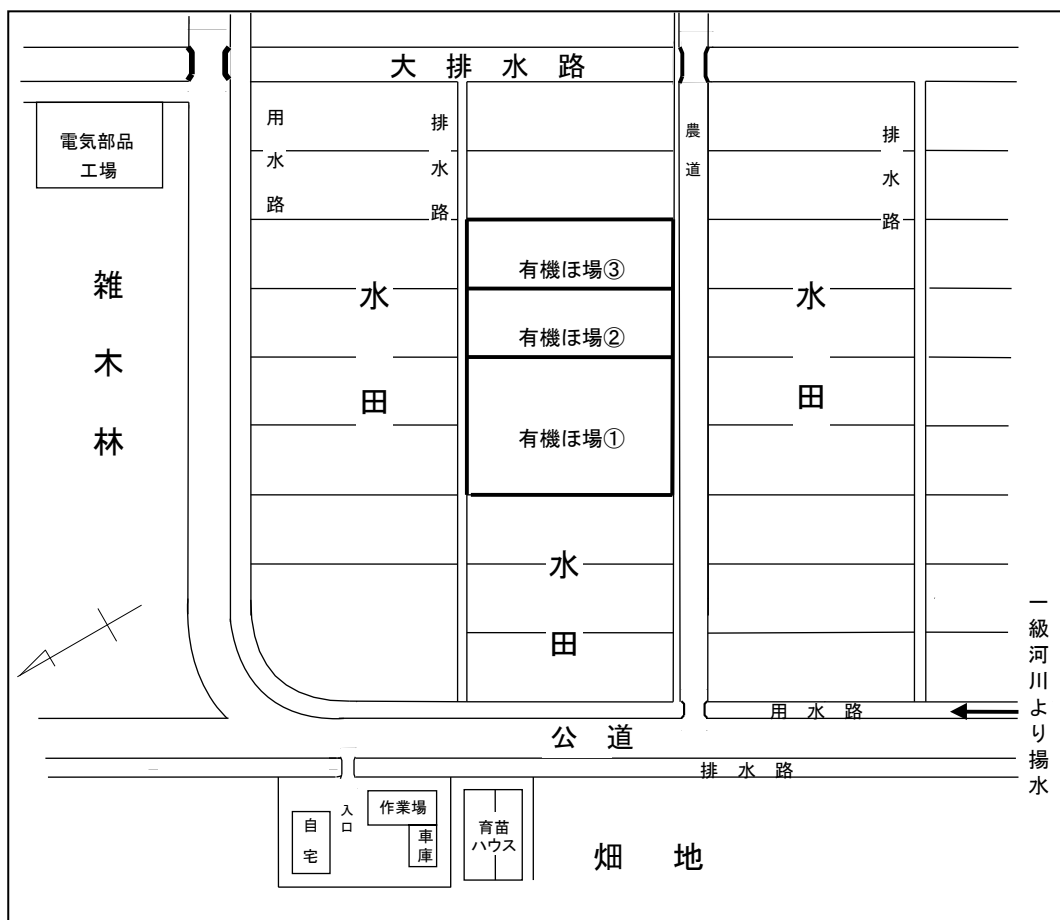 大排水路
電気部品
工場
用水路
排水路
農道
排水路
雑木林
水田
有機ほ場③
有機ほ場②
有機ほ場①
水田
水田
一級河川より揚水
用水路
公道
排水路
自宅
入口
作業場
車庫
育苗
ハウス
畑地